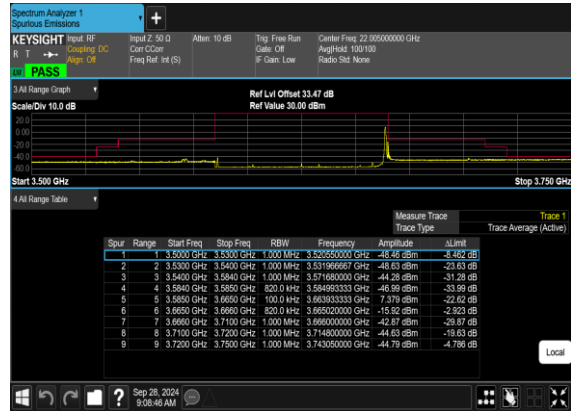 Spectrum Analyzer 1
Spurious Emissions
KEYSIGHT Input: RF Input Z: 50 Ω Atten: 10 dB Trig: Free Run Center Freq: 22.005000000 GHz
R T Coupling: DC Corr CCorr Gate: Off Avg|Hold: 100/100
Align: Off Freq Ref: Int (S) IF Gain: Low Radio Std: None
LW PASS
3 All Range Graph Ref Lvl Offset 33.47 dB
Scale/Div 10.0 dB Ref Value 30.00 dBm
20.0
0.00
-20.0
-40.0
-60.0
Start 3.500 GHz Stop 3.750 GHz
4 All Range Table
Measure Trace Trace 1
Trace Type Trace Average (Active)
Spur Range Start Freq Stop Freq RBW Frequency Amplitude ΔLimit
1 1 3.5000 GHz 3.5300 GHz 1.000 MHz 3.520550000 GHz -48.46 dBm -8.462 dB
2 2 3.5300 GHz 3.5400 GHz 1.000 MHz 3.531966667 GHz -48.63 dBm -23.63 dB
3 3 3.5400 GHz 3.5840 GHz 1.000 MHz 3.571680000 GHz -44.28 dBm -31.28 dB
4 4 3.5840 GHz 3.5850 GHz 820.0 kHz 3.584993333 GHz -46.99 dBm -33.99 dB
5 5 3.5850 GHz 3.6650 GHz 100.0 kHz 3.663933333 GHz 7.379 dBm -22.62 dB
6 6 3.6650 GHz 3.6660 GHz 820.0 kHz 3.665020000 GHz -15.92 dBm -2.923 dB
7 7 3.6660 GHz 3.7100 GHz 1.000 MHz 3.666000000 GHz -42.87 dBm -29.87 dB
8 8 3.7100 GHz 3.7200 GHz 1.000 MHz 3.714800000 GHz -44.63 dBm -19.63 dB
9 9 3.7200 GHz 3.7500 GHz 1.000 MHz 3.743050000 GHz -44.79 dBm -4.786 dB
Local
? Sep 28, 2024
9:08:46 AM